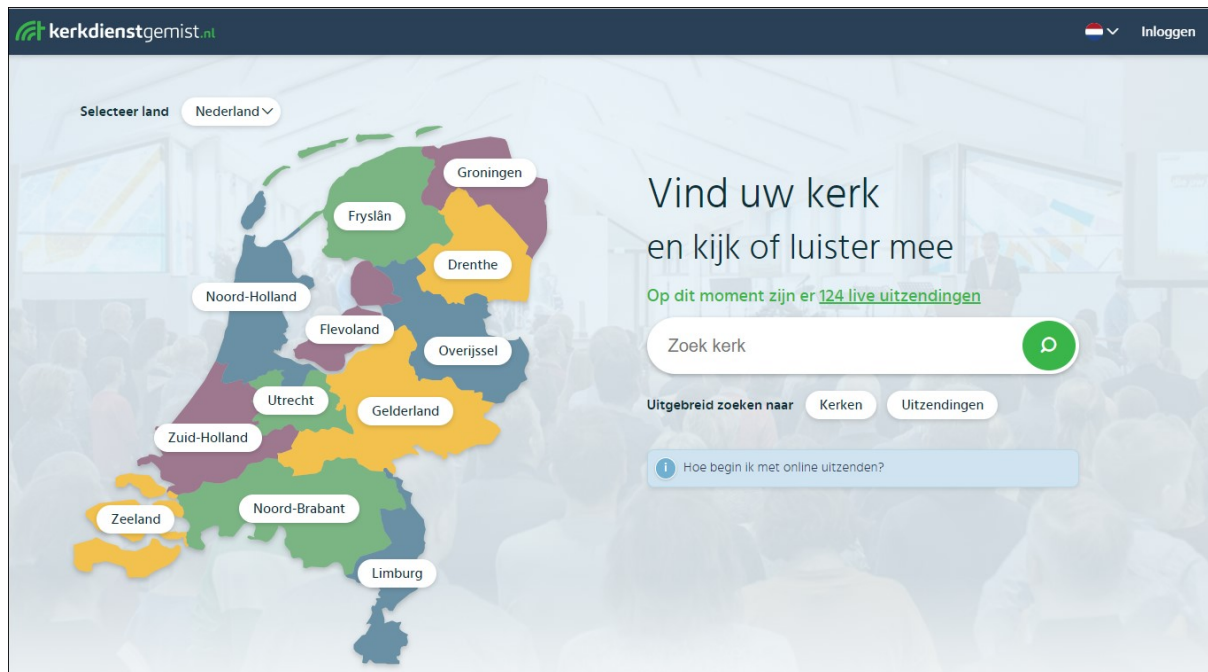 kerkdienstgemist.nl
Inloggen
Selecteer land
Nederland
Groningen
Fryslân
Drenthe
Noord-Holland
Flevoland
Overijssel
Utrecht
Gelderland
Zuid-Holland
Noord-Brabant
Zeeland
Limburg
Vind uw kerk
en kijk of luister mee
Op dit moment zijn er 124 live uitzendingen
Zoek kerk
Uitgebreid zoeken naar Kerken Uitzendingen
Hoe begin ik met online uitzenden?